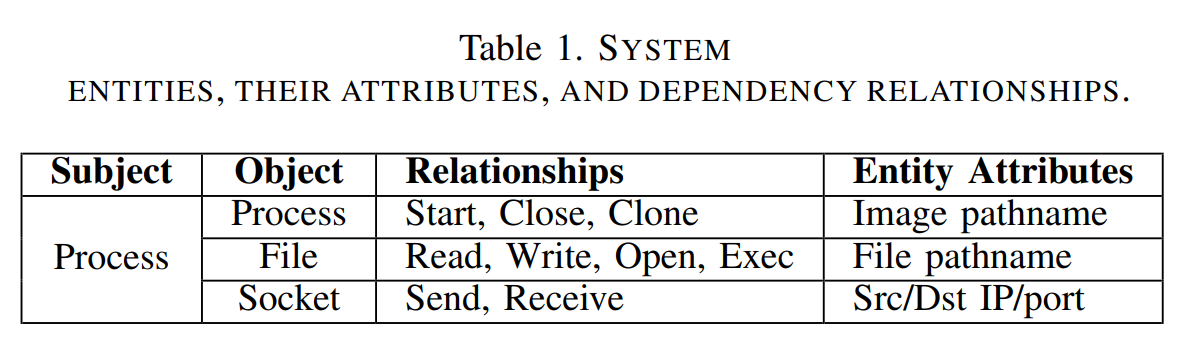 Table 1. SYSTEM
ENTITIES, THEIR ATTRIBUTES, AND DEPENDENCY RELATIONSHIPS.
Subject Object Relationships Entity Attributes
Process Start, Close, Clone Image pathname
Process File Read, Write, Open, Exec File pathname
Socket Send, Receive Src/Dst IP/port